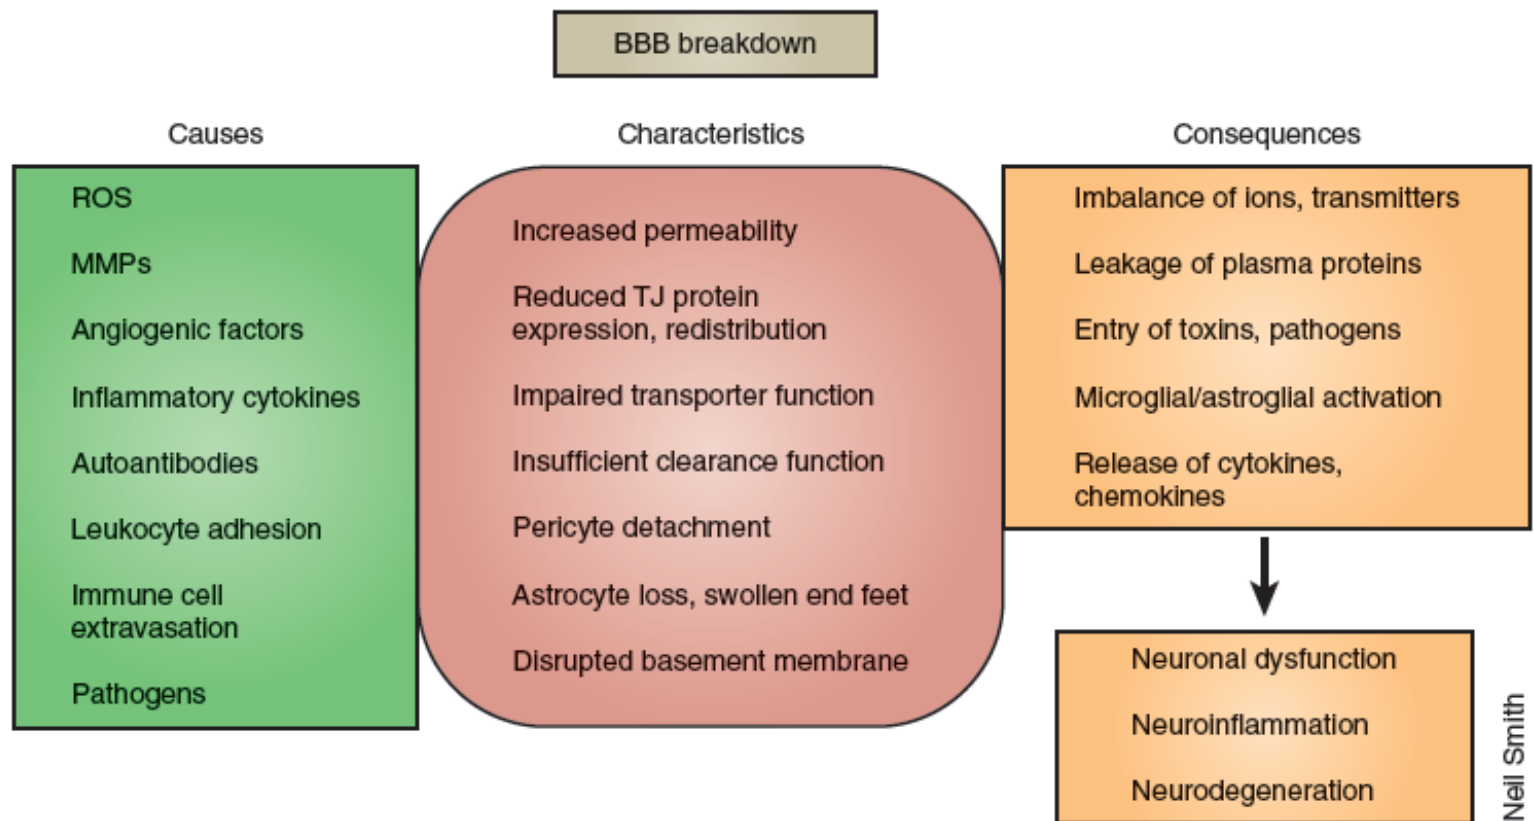 BBB breakdown
Causes
ROS
MMPs
Angiogenic factors
Inflammatory cytokines
Autoantibodies
Leukocyte adhesion
Immune cell
extravasation
Pathogens
Characteristics
Increased permeability
Reduced TJ protein
expression, redistribution
Impaired transporter function
Insufficient clearance function
Pericyte detachment
Astrocyte loss, swollen end feet
Disrupted basement membrane
Consequences
Imbalance of ions, transmitters
Leakage of plasma proteins
Entry of toxins, pathogens
Microglial/astroglial activation
Release of cytokines,
chemokines
Neuronal dysfunction
Neuroinflammation
Neurodegeneration
Neil Smith